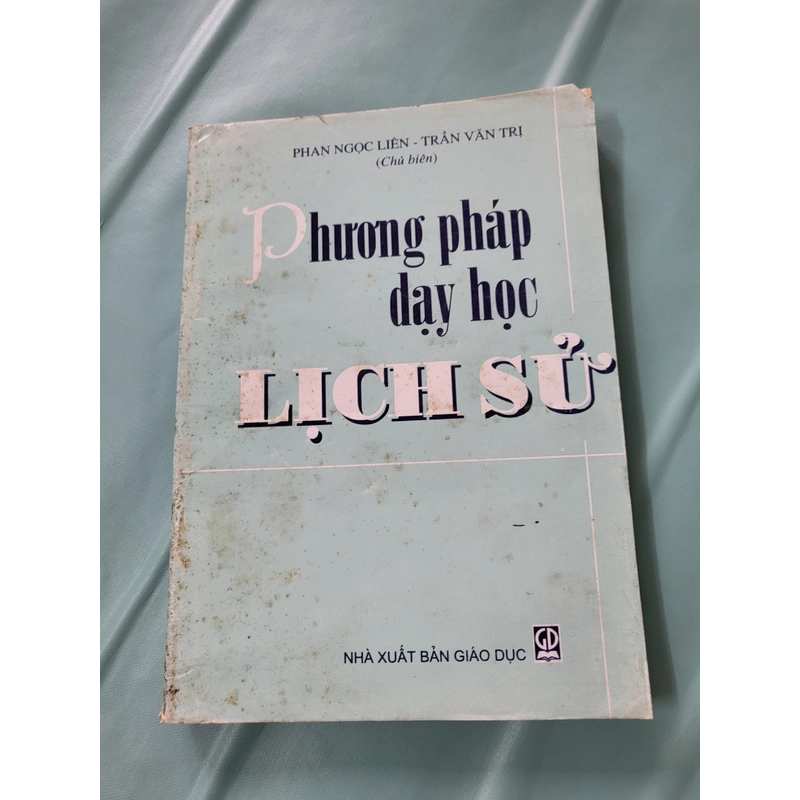 PHAN NGỌC LIÊN - TRẦN VĂN TRỊ
(Chủ biên)
Phương pháp
dạy học
LỊCH SỬ
NHÀ XUẤT BẢN GIÁO DỤC
GD